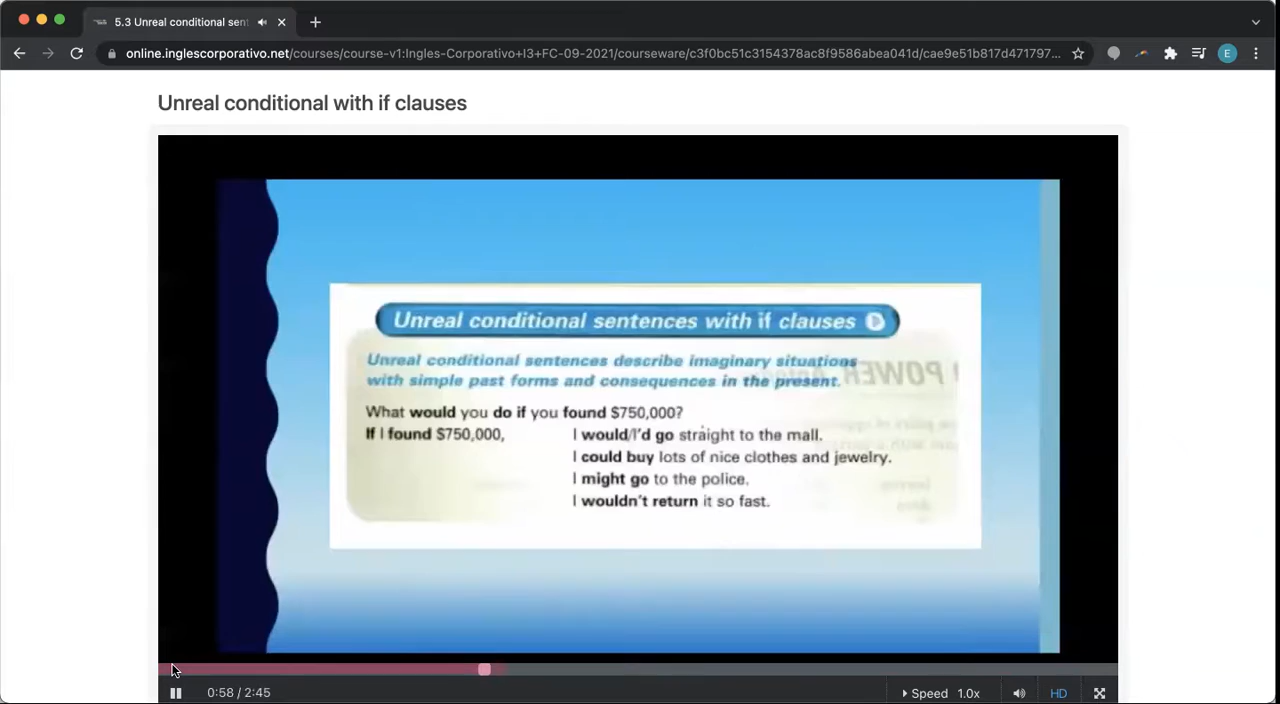 5.3 Unreal conditional sent
online.inglescorporativo.net/courses/course-v1:Ingles-Corporativo+I3+FC-09-2021/courseware/c3f0bc51c3154378ac8f9586abea041d/cae9e51b817d471797...
E
Unreal conditional with if clauses
Unreal conditional sentences with if clauses
Unreal conditional sentences describe imaginary situations
with simple past forms and consequences in the present.
POWER
What would you do if you found $750,000?
If I found $750,000, I would/I'd go straight to the mall.
I could buy lots of nice clothes and jewelry.
I might go to the police.
I wouldn't return it so fast.
0:58 / 2:45
Speed 1.0x
HD